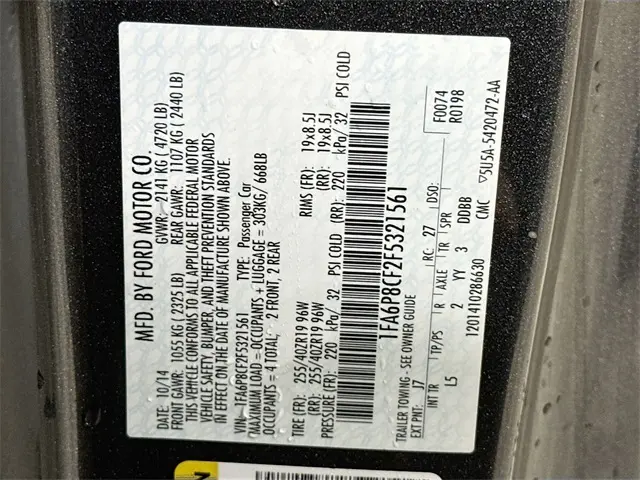 MFD. BY FORD MOTOR CO.
DATE: 10/14 GVWR: 2141 KG (4720 LB)
FRONT GAWR: 1055 KG (2325 LB) REAR GAWR: 1107 KG (2440 LB)
THIS VEHICLE CONFORMS TO ALL APPLICABLE FEDERAL MOTOR
VEHICLE SAFETY, BUMPER, AND THEFT PREVENTION STANDARDS
IN EFFECT ON THE DATE OF MANUFACTURE SHOWN ABOVE.
VIN: 1FA6P8CF2F5321561 TYPE: Passenger Car
MAXIMUM LOAD = OCCUPANTS + LUGGAGE = 303KG/ 668LB
OCCUPANTS = 4 TOTAL; 2 FRONT, 2 REAR
TIRE (FR): 255/40ZR19 96W RIMS (FR): 19x8.5J
TIRE (RR): 255/40ZR19 96W RIMS (RR): 19x8.5J
PRESSURE (FR): 220 kPa/ 32 PSI COLD (RR): 220 kPa/ 32 PSI COLD
1FA6P8CF2F5321561
TRAILER TOWING - SEE OWNER GUIDE F0074
EXT PNT: J7 RC: 27 DSO: R0198
INT TR TP/PS R AXLE TR SPR
L5 2 YY 3 DDBB
1201410286630 CMC ▽5U5A-5420472-AA